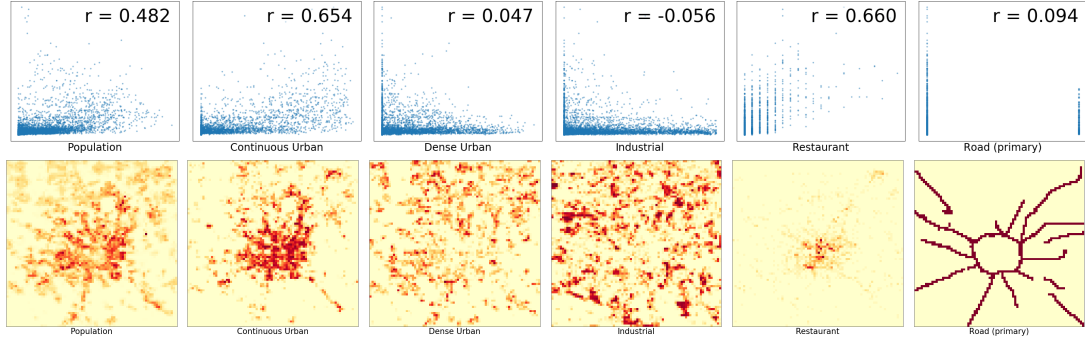 r = 0.482
r = 0.654
r = 0.047
r = -0.056
r = 0.660
r = 0.094
Population
Continuous Urban
Dense Urban
Industrial
Restaurant
Road (primary)
Population
Continuous Urban
Dense Urban
Industrial
Restaurant
Road (primary)